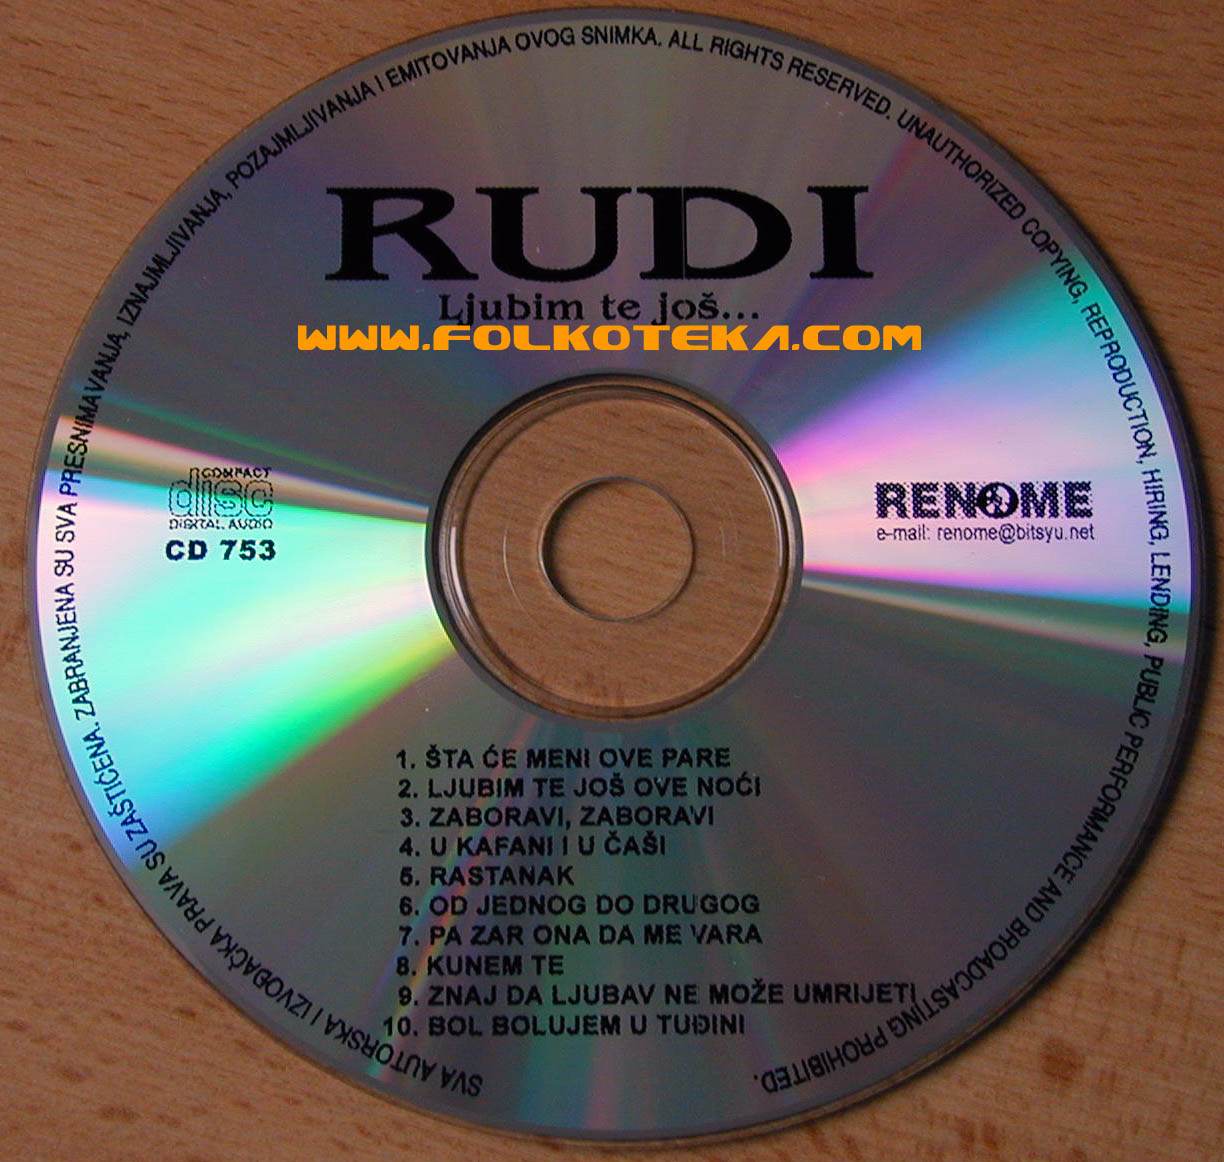 SVA AUTORSKA I IZVOĐAČKA PRAVA SU ZAŠTIĆENA. ZABRANJENA SU SVA PRESNIMAVANJA, IZNAJMLJIVANJA, POZAJMLJIVANJA I EMITOVANJA OVOG SNIMKA. ALL RIGHTS RESERVED. UNAUTHORIZED COPYING, REPRODUCTION, HIRING, LENDING, PUBLIC PERFORMANCE AND BROADCASTING PROHIBITED.
RUDI
Ljubim te još...
WWW.FOLKOTEKA.COM
COMPACT
disc
DIGITAL AUDIO
CD 753
RENOME
e-mail: renome@bitsyu.net
1. ŠTA ĆE MENI OVE PARE
2. LJUBIM TE JOŠ OVE NOĆI
3. ZABORAVI, ZABORAVI
4. U KAFANI I U ČAŠI
5. RASTANAK
6. OD JEDNOG DO DRUGOG
7. PA ZAR ONA DA ME VARA
8. KUNEM TE
9. ZNAJ DA LJUBAV NE MOŽE UMRIJETI
10. BOL BOLUJEM U TUĐINI